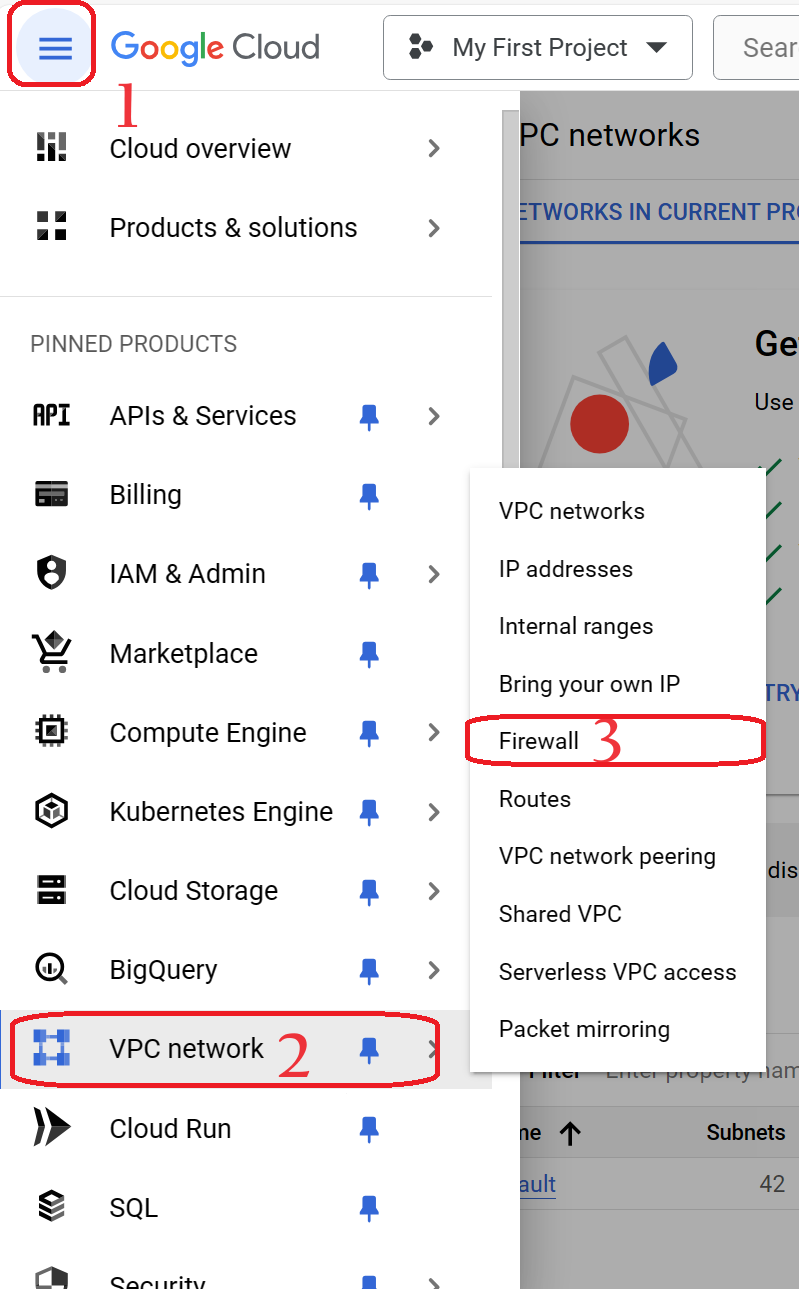 Google Cloud
My First Project
Sear
1
Cloud overview
Products & solutions
PINNED PRODUCTS
API
APIs & Services
Billing
IAM & Admin
Marketplace
Compute Engine
Kubernetes Engine
Cloud Storage
BigQuery
VPC network 2
Cloud Run
SQL
Security
PC networks
ETWORKS IN CURRENT PRO
Ge
Use
TRY
VPC networks
IP addresses
Internal ranges
Bring your own IP
Firewall 3
Routes
VPC network peering
Shared VPC
Serverless VPC access
Packet mirroring
dis
Filter Enter property nam
me Subnets
ault 42